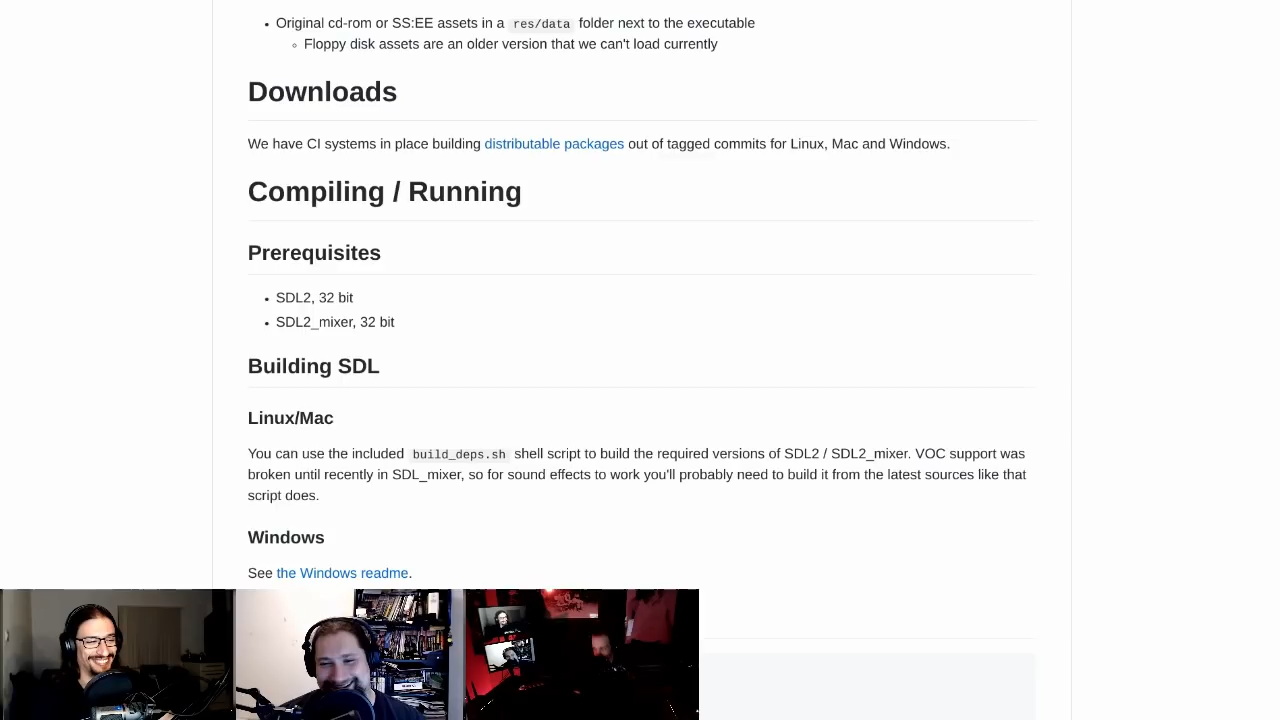 Original cd-rom or SS:EE assets in a res/data folder next to the executable
Floppy disk assets are an older version that we can't load currently
Downloads
We have CI systems in place building distributable packages out of tagged commits for Linux, Mac and Windows.
Compiling / Running
Prerequisites
SDL2, 32 bit
SDL2_mixer, 32 bit
Building SDL
Linux/Mac
You can use the included build_deps.sh shell script to build the required versions of SDL2 / SDL2_mixer. VOC support was
broken until recently in SDL_mixer, so for sound effects to work you'll probably need to build it from the latest sources like that
script does.
Windows
See the Windows readme.